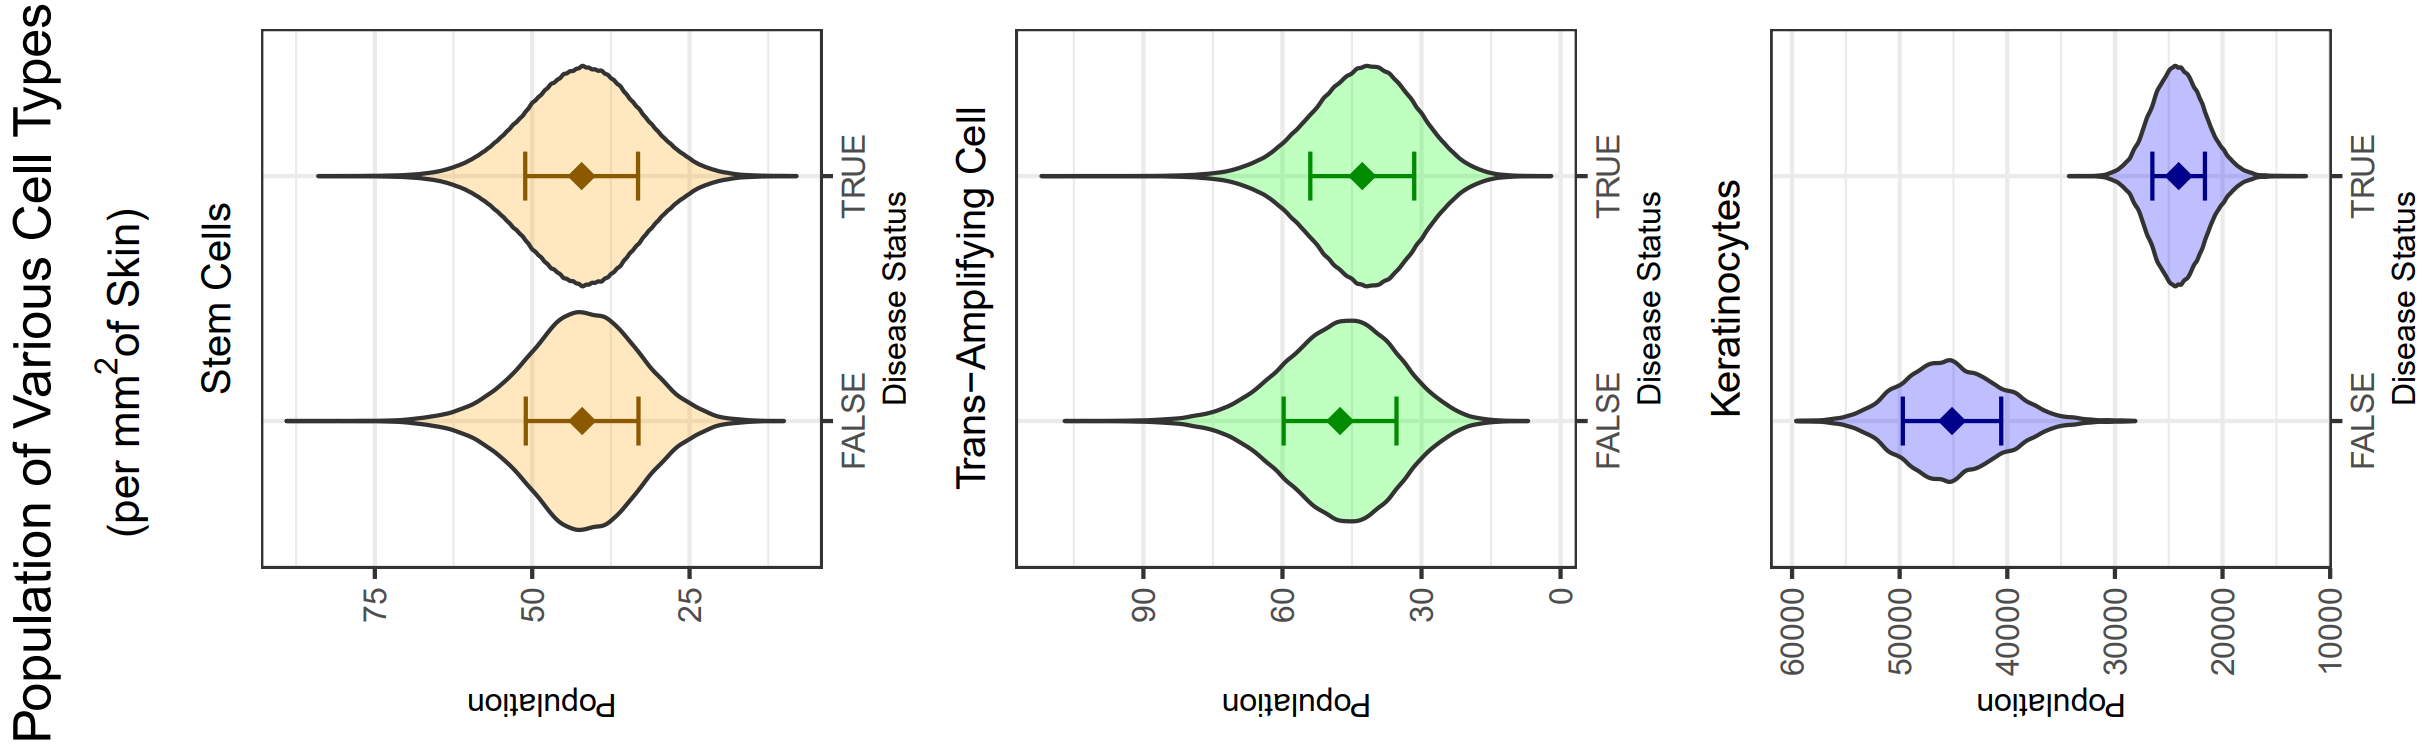 Population of Various Cell Types
(per mm² of Skin)
Stem Cells
Population
75
50
25
FALSE
TRUE
Disease Status
Trans−Amplifying Cell
Population
90
60
30
0
FALSE
TRUE
Disease Status
Keratinocytes
Population
60000
50000
40000
30000
20000
10000
FALSE
TRUE
Disease Status